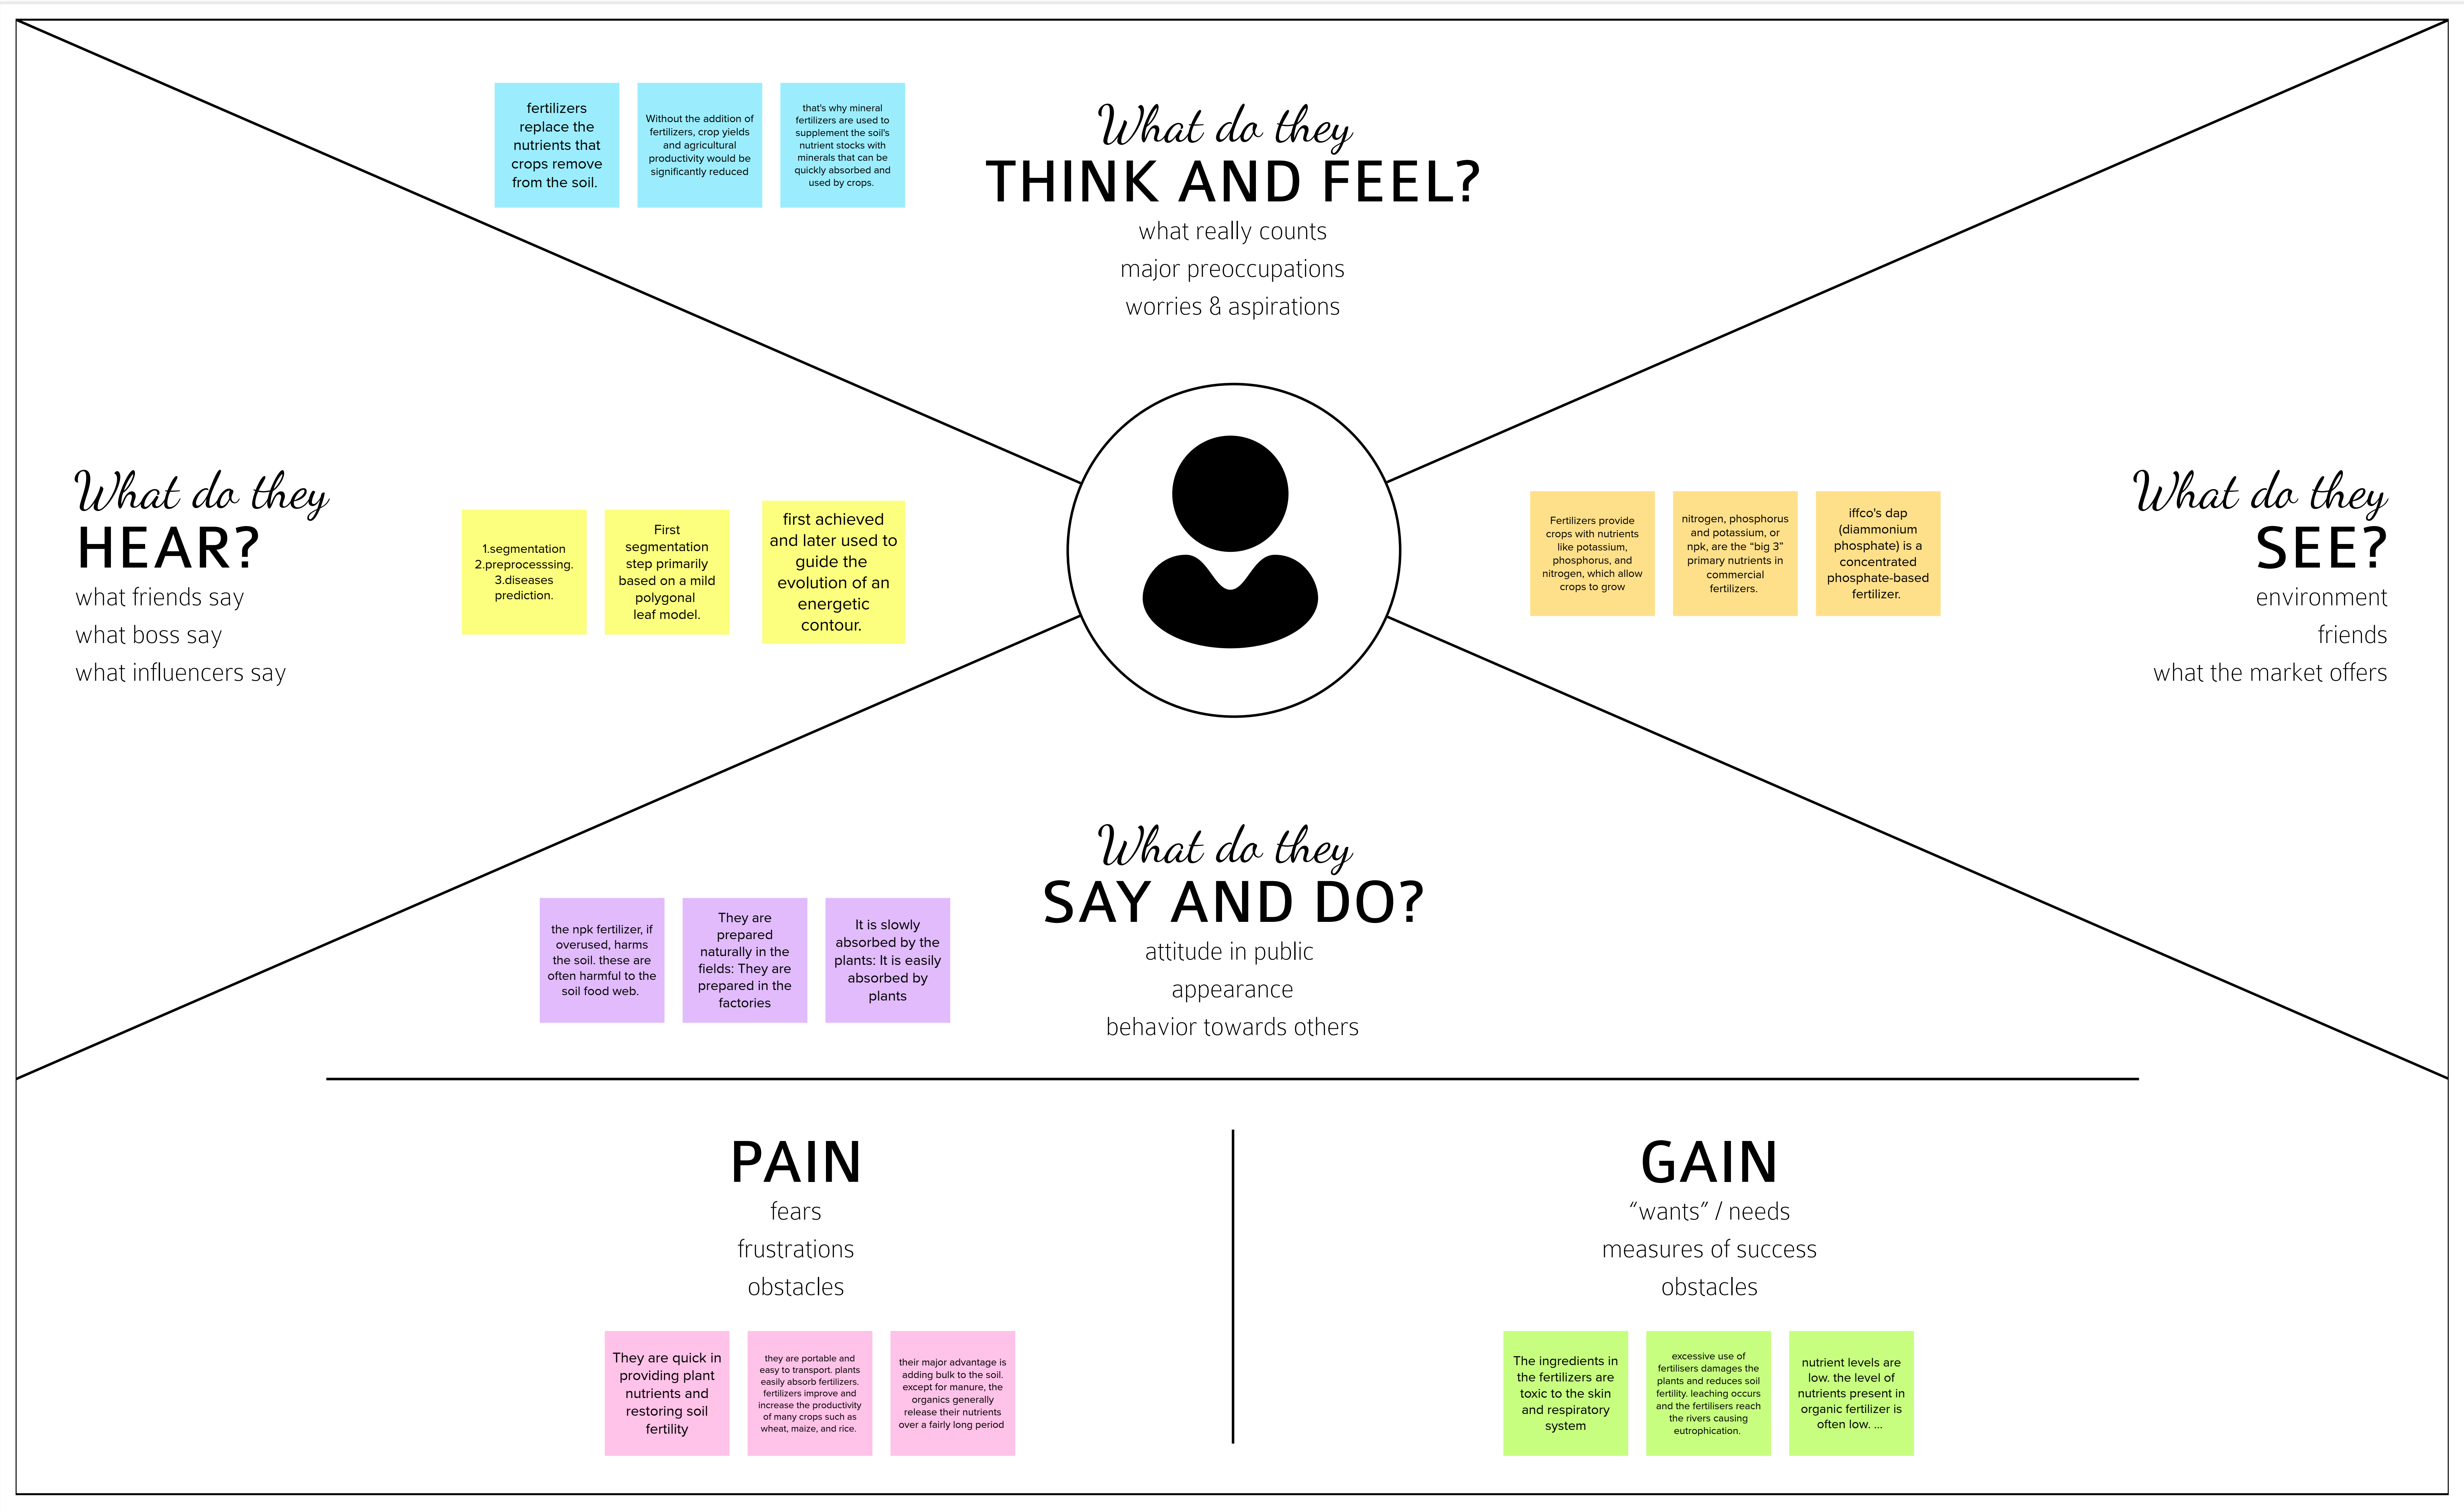 fertilizers
replace the
nutrients that
crops remove
from the soil.
Without the addition of
fertilizers, crop yields
and agricultural
productivity would be
significantly reduced
that's why mineral
fertilizers are used to
supplement the soil's
nutrient stocks with
minerals that can be
quickly absorbed and
used by crops.
What do they
THINK AND FEEL?
what really counts
major preoccupations
worries & aspirations
What do they
HEAR?
what friends say
what boss say
what influencers say
1.segmentation
2.preprocesssing.
3.diseases
prediction.
First
segmentation
step primarily
based on a mild
polygonal
leaf model.
first achieved
and later used to
guide the
evolution of an
energetic
contour.
Fertilizers provide
crops with nutrients
like potassium,
phosphorus, and
nitrogen, which allow
crops to grow
nitrogen, phosphorus
and potassium, or
npk, are the “big 3”
primary nutrients in
commercial
fertilizers.
iffco's dap
(diammonium
phosphate) is a
concentrated
phosphate-based
fertilizer.
What do they
SEE?
environment
friends
what the market offers
What do they
SAY AND DO?
attitude in public
appearance
behavior towards others
the npk fertilizer, if
overused, harms
the soil. these are
often harmful to the
soil food web.
They are
prepared
naturally in the
fields: They are
prepared in the
factories
It is slowly
absorbed by the
plants: It is easily
absorbed by
plants
PAIN
fears
frustrations
obstacles
They are quick in
providing plant
nutrients and
restoring soil
fertility
they are portable and
easy to transport. plants
easily absorb fertilizers.
fertilizers improve and
increase the productivity
of many crops such as
wheat, maize, and rice.
their major advantage is
adding bulk to the soil.
except for manure, the
organics generally
release their nutrients
over a fairly long period
GAIN
“wants” / needs
measures of success
obstacles
The ingredients in
the fertilizers are
toxic to the skin
and respiratory
system
excessive use of
fertilisers damages the
plants and reduces soil
fertility. leaching occurs
and the fertilisers reach
the rivers causing
eutrophication.
nutrient levels are
low. the level of
nutrients present in
organic fertilizer is
often low. ...